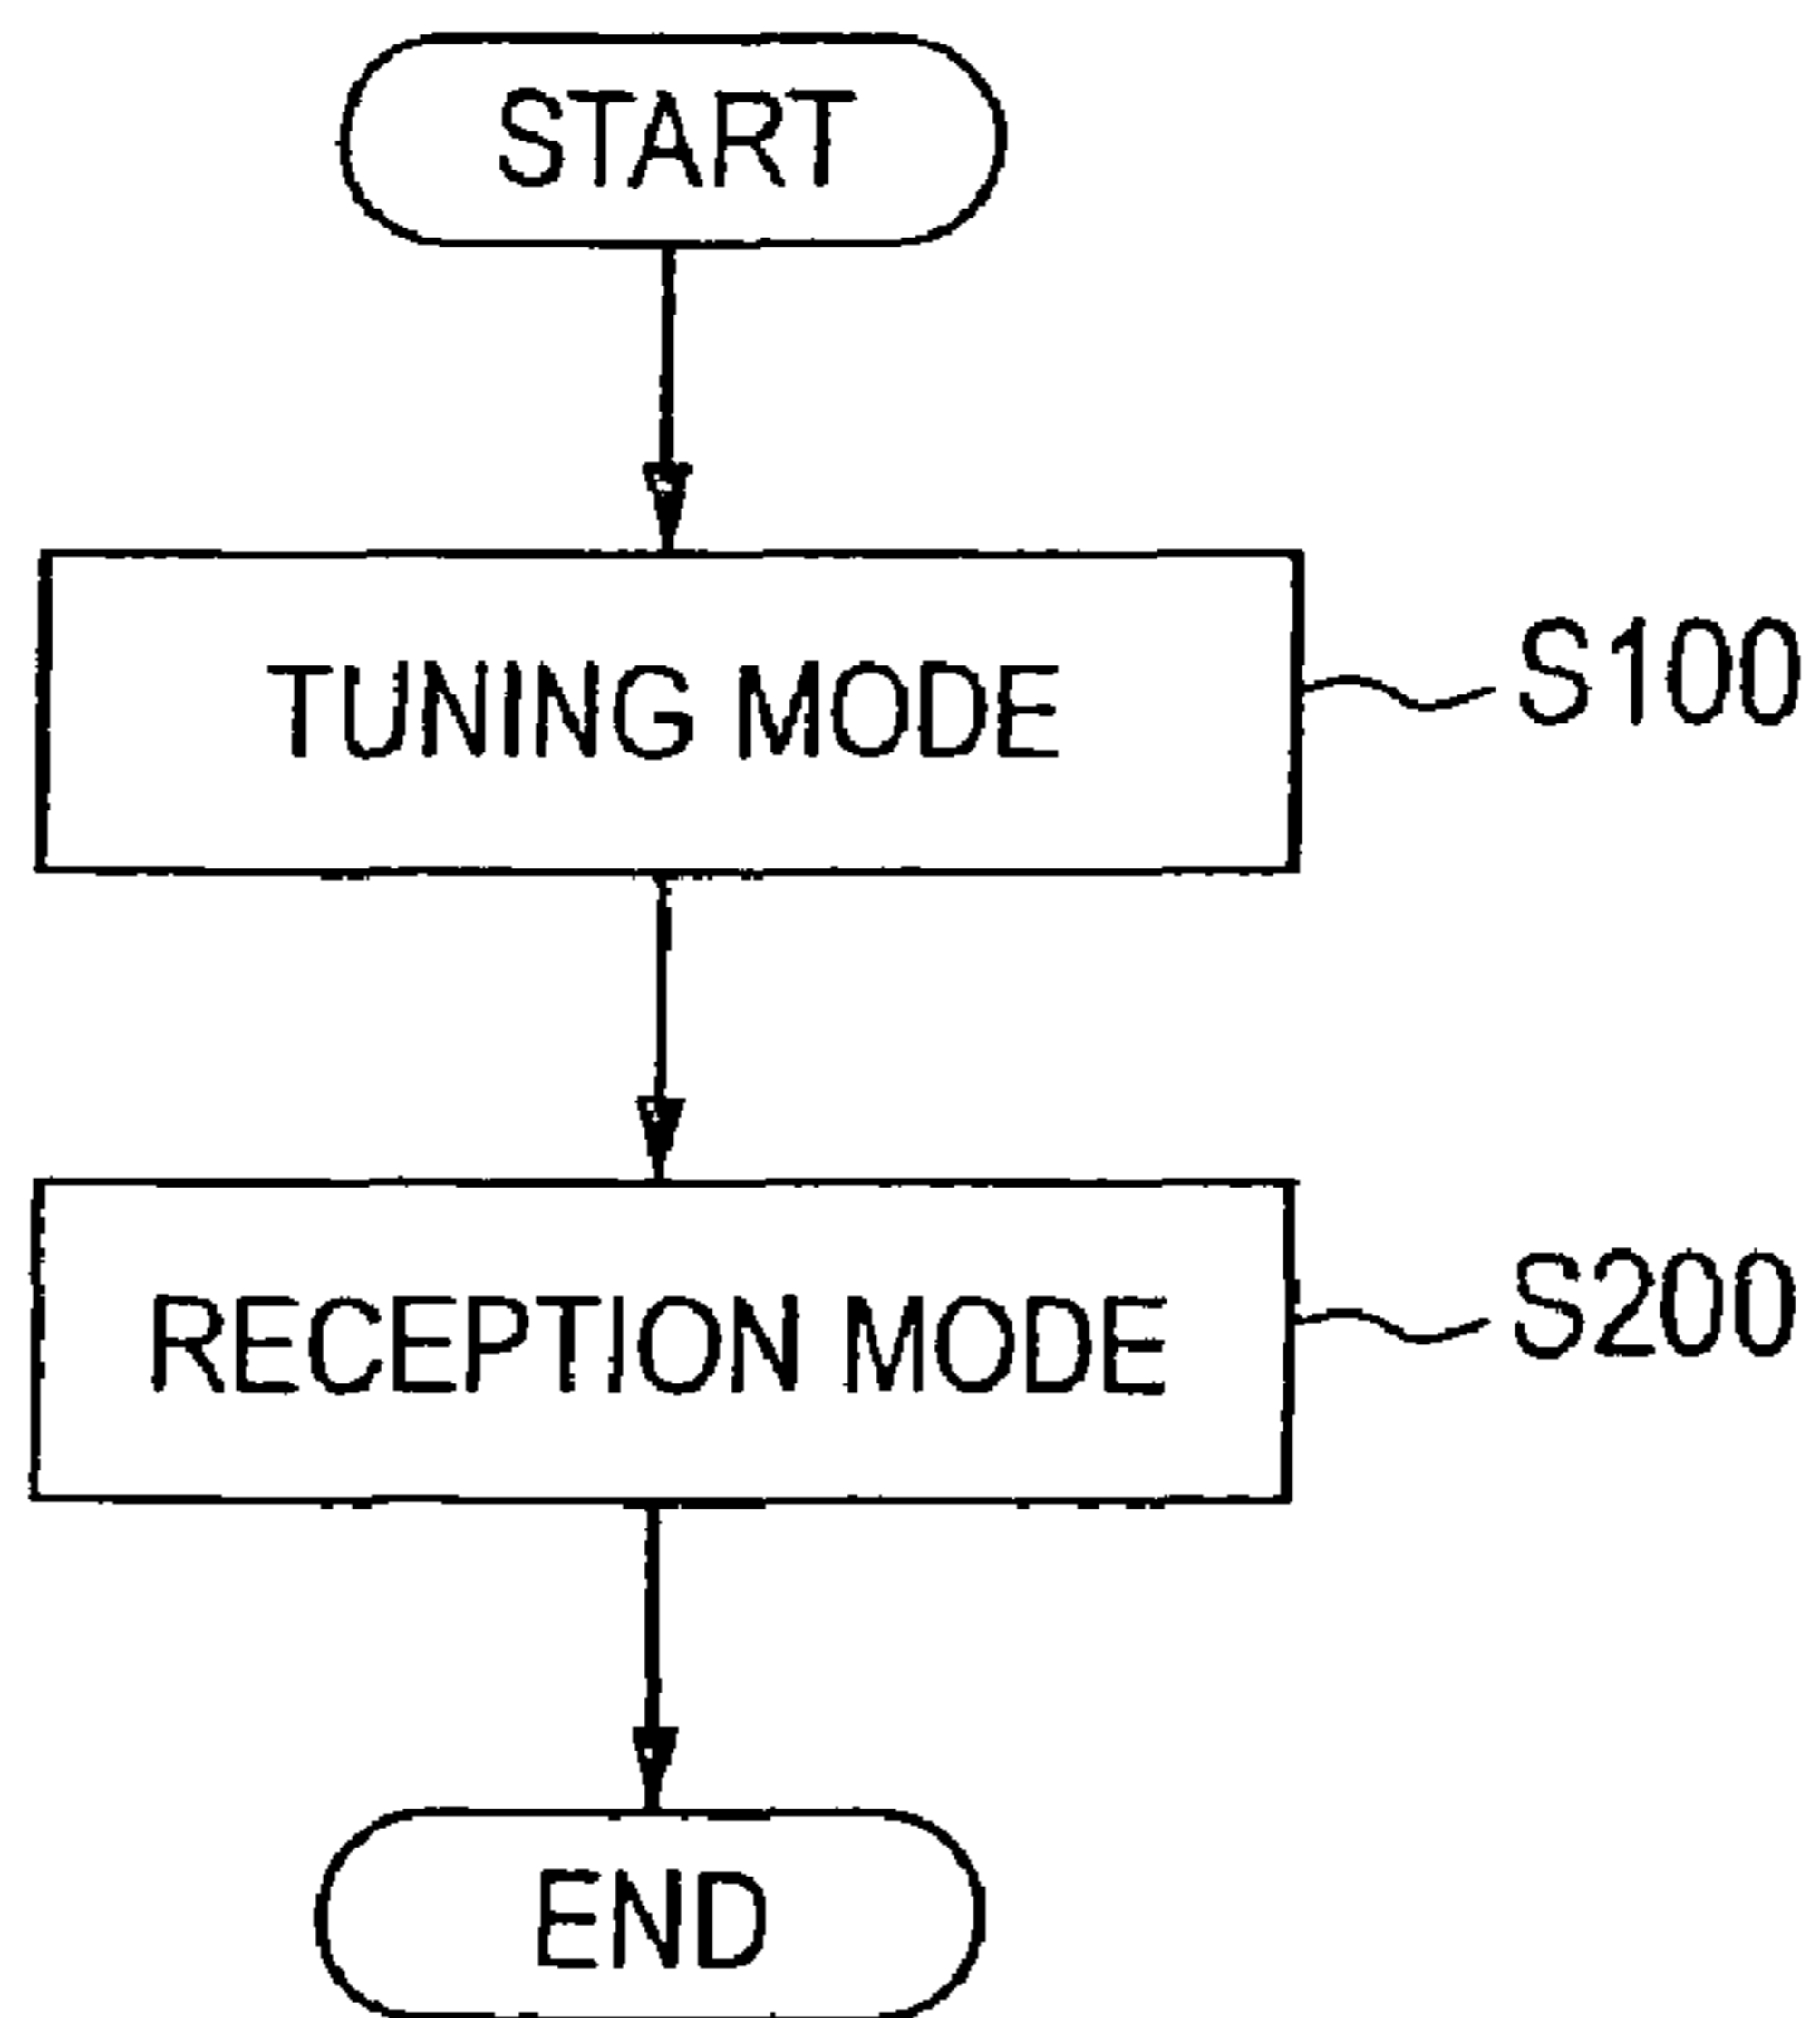 START
TUNING MODE
S100
RECEPTION MODE
S200
END